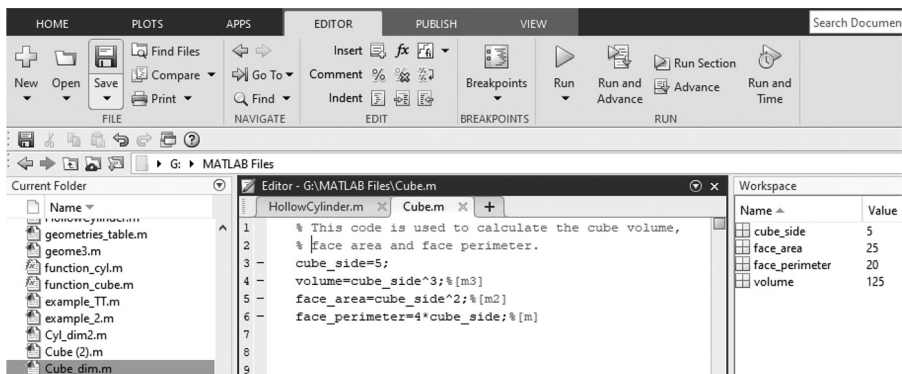 HOME PLOTS APPS EDITOR PUBLISH VIEW Search Documen
New Open Save Find Files Compare Print FILE
Go To Find NAVIGATE
Insert fx Comment % Indent EDIT
Breakpoints BREAKPOINTS
Run Run and Advance Run Section Advance Run and Time RUN
G: MATLAB Files
Current Folder
Name
HollowCylinder.m
geometries_table.m
geome3.m
function_cyl.m
function_cube.m
example_TT.m
example_2.m
Cyl_dim2.m
Cube (2).m
Cube_dim.m
Editor - G:\MATLAB Files\Cube.m
HollowCylinder.m Cube.m
1 % This code is used to calculate the cube volume,
2 % face area and face perimeter.
3 - cube_side=5;
4 - volume=cube_side^3;%[m3]
5 - face_area=cube_side^2;%[m2]
6 - face_perimeter=4*cube_side;%[m]
7
8
9
Workspace
Name Value
cube_side 5
face_area 25
face_perimeter 20
volume 125